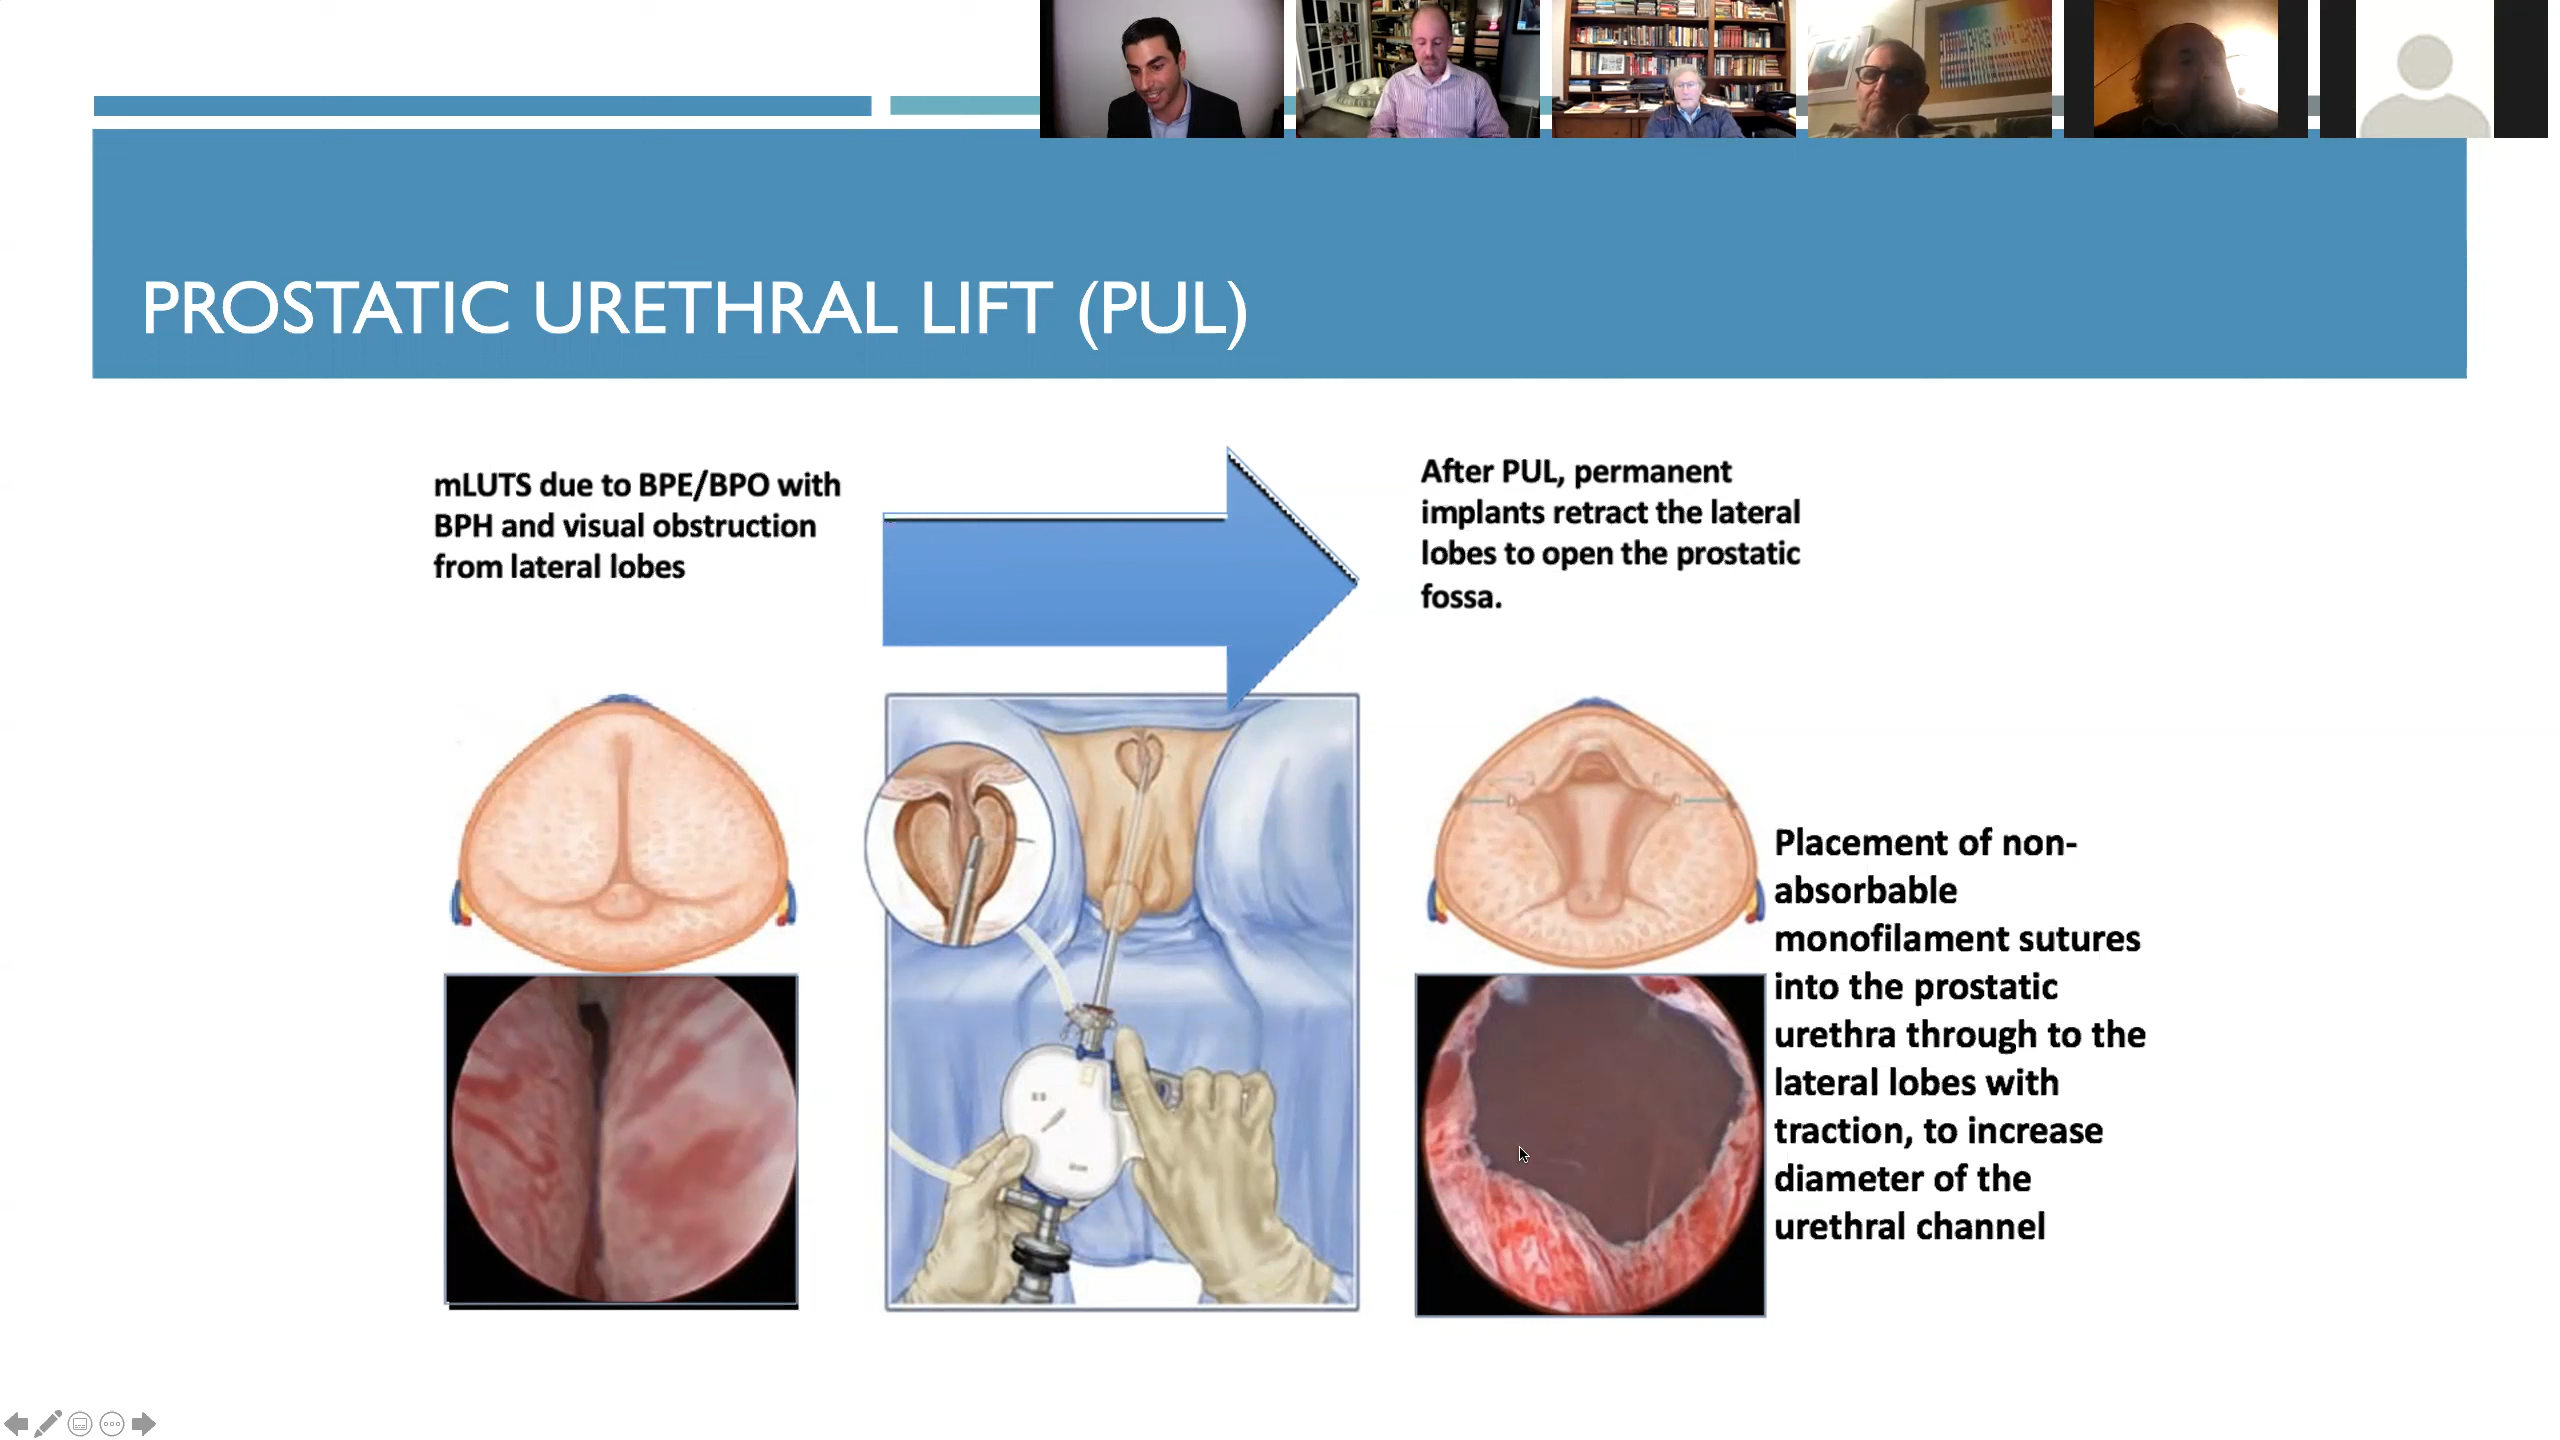 PROSTATIC URETHRAL LIFT (PUL)
mLUTS due to BPE/BPO with
BPH and visual obstruction
from lateral lobes
After PUL, permanent
implants retract the lateral
lobes to open the prostatic
fossa.
Placement of non-
absorbable
monofilament sutures
into the prostatic
urethra through to the
lateral lobes with
traction, to increase
diameter of the
urethral channel